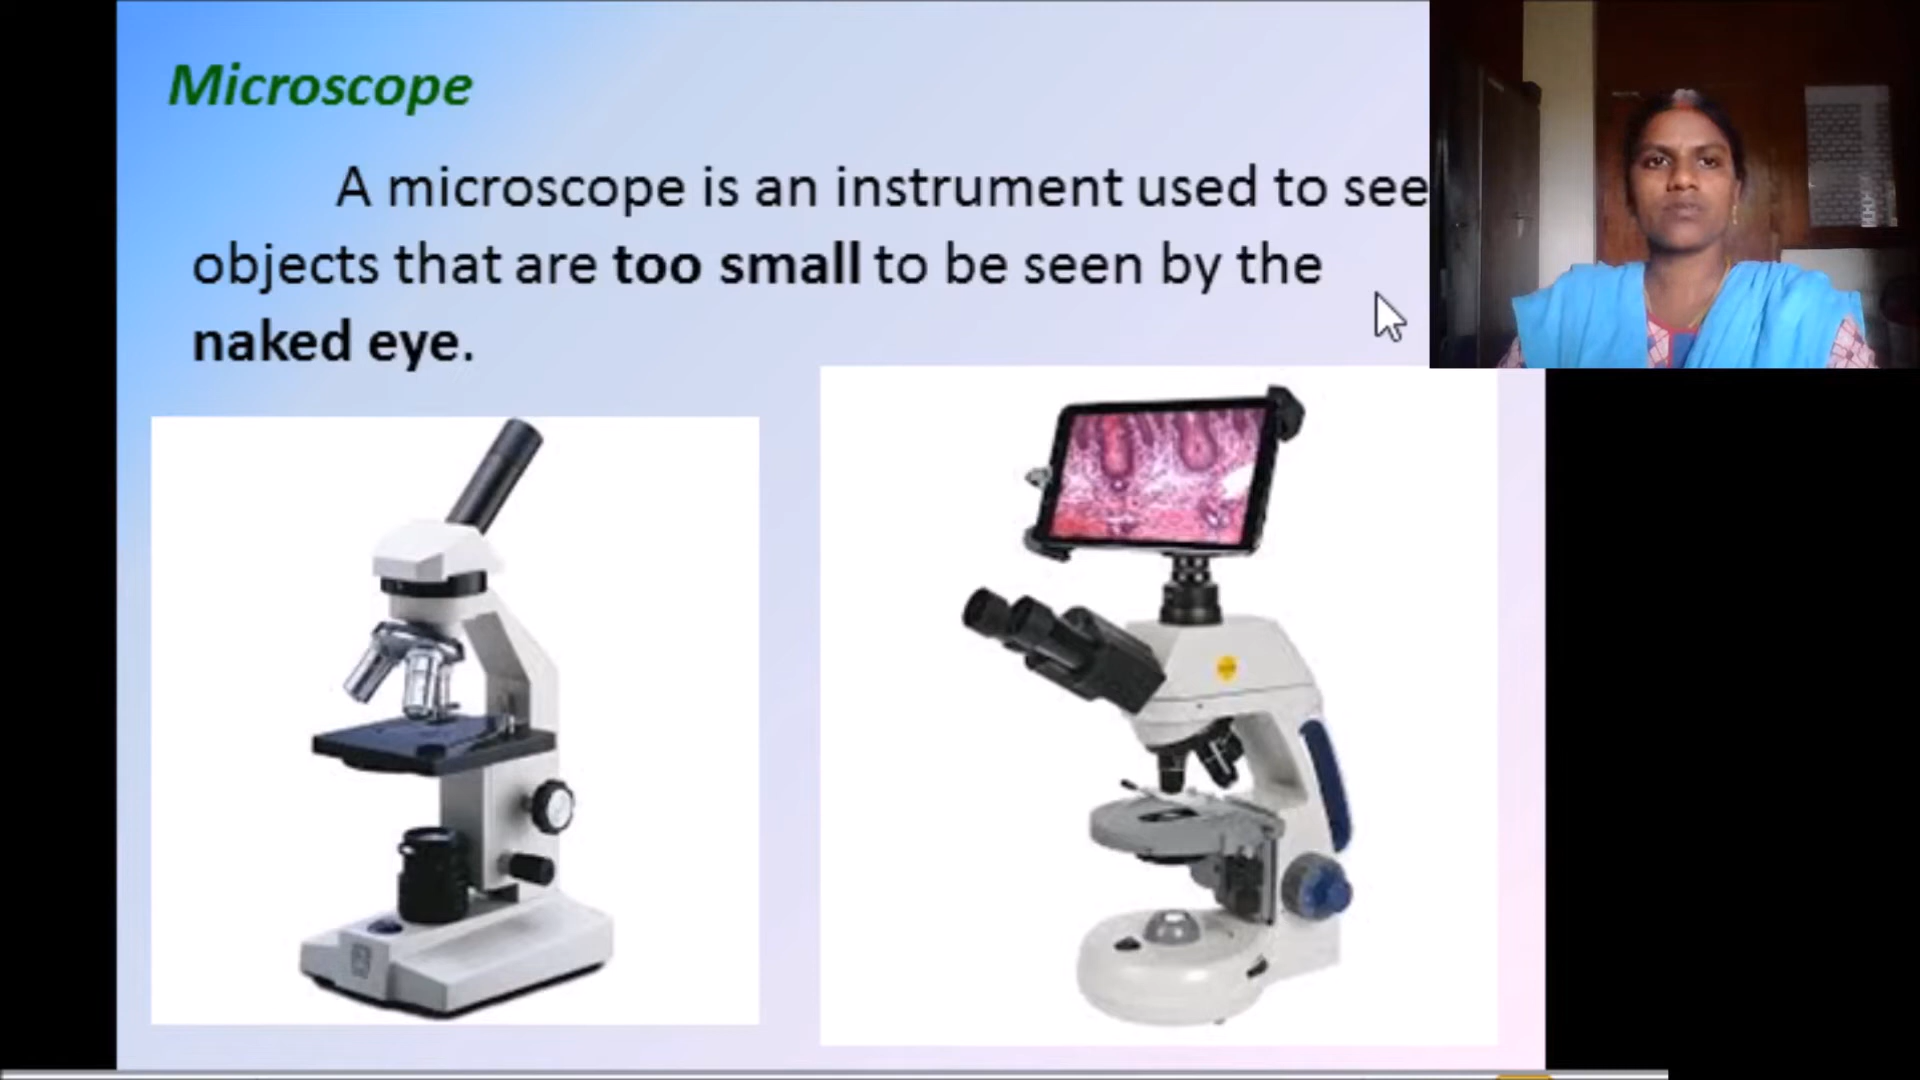 Microscope
A microscope is an instrument used to see
objects that are too small to be seen by the
naked eye.